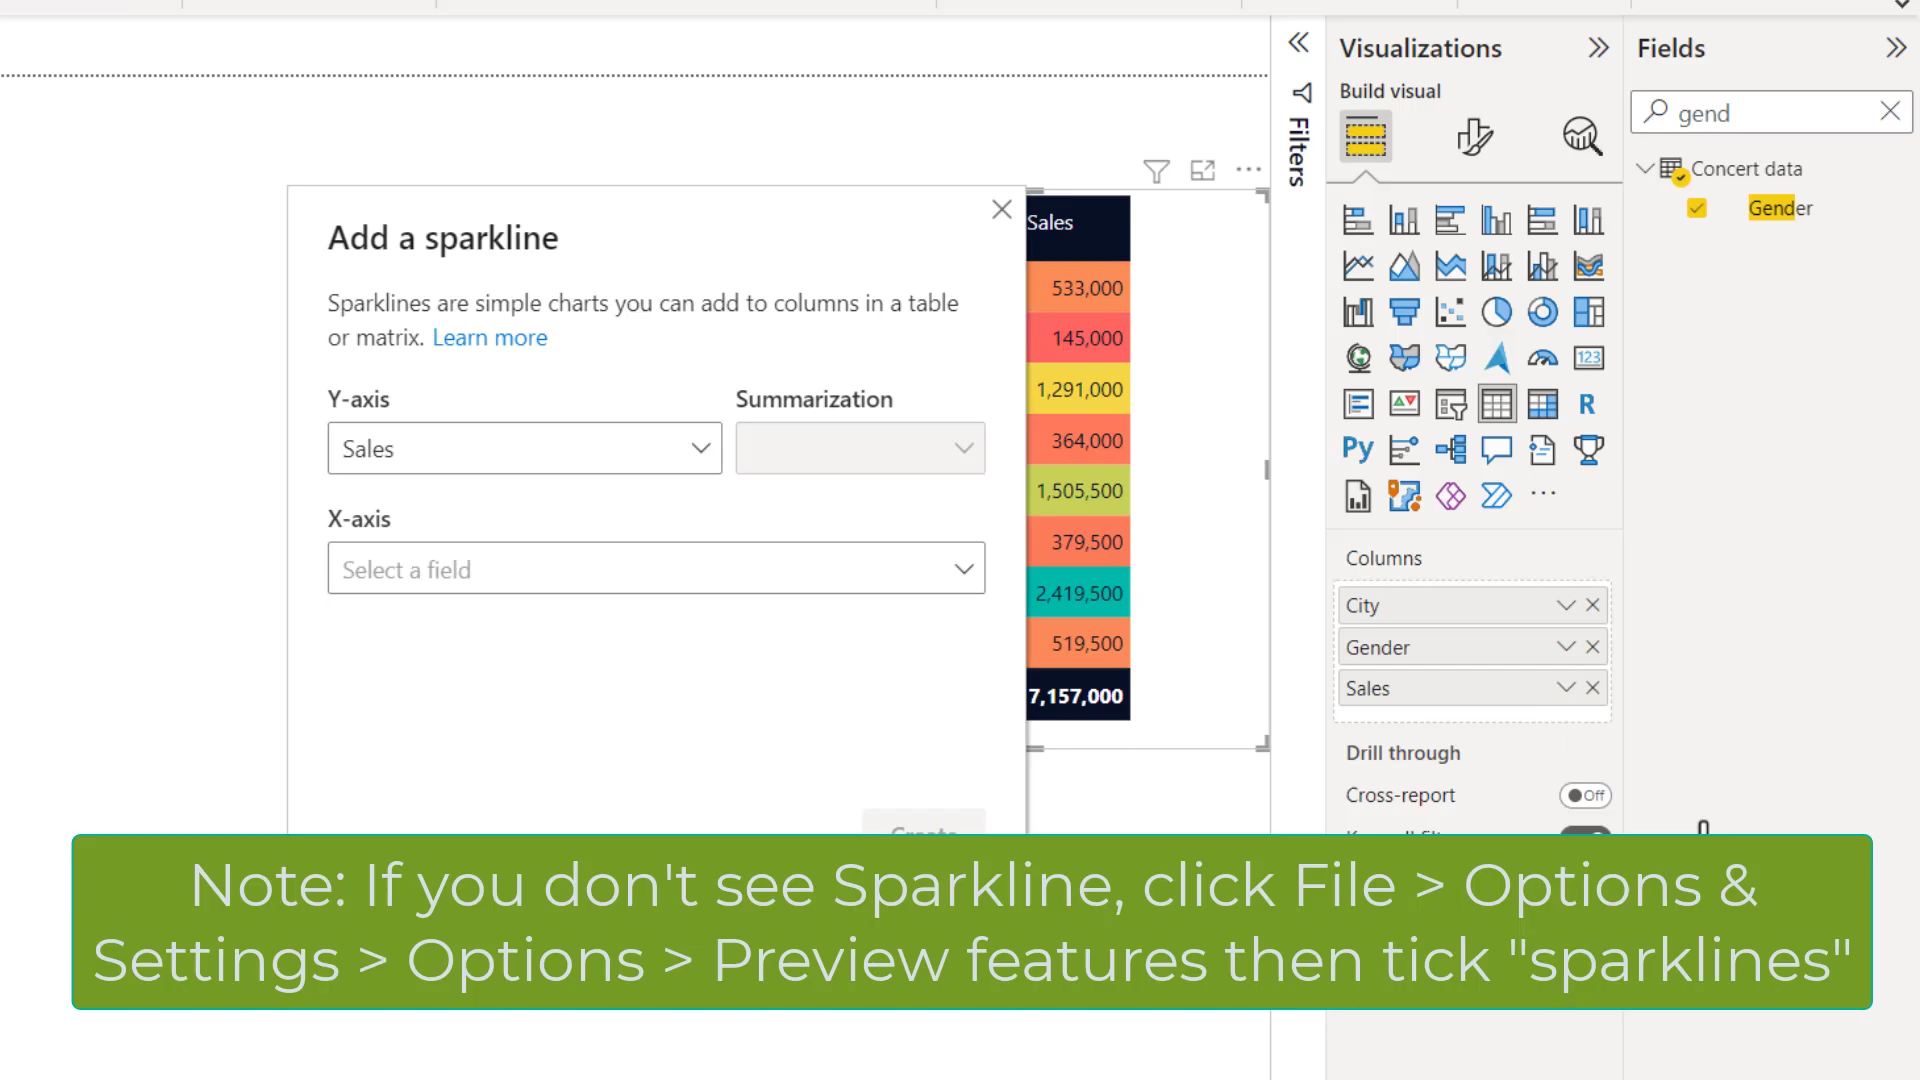 Visualizations
Fields
Build visual
Filters
gend
Concert data
Gender
Add a sparkline
Sparklines are simple charts you can add to columns in a table
or matrix. Learn more
Y-axis
Summarization
Sales
X-axis
Select a field
Sales
533,000
145,000
1,291,000
364,000
1,505,500
379,500
2,419,500
519,500
7,157,000
123
R
Py
Columns
City
Gender
Sales
Drill through
Cross-report
Off
Note: If you don't see Sparkline, click File > Options &
Settings > Options > Preview features then tick "sparklines"